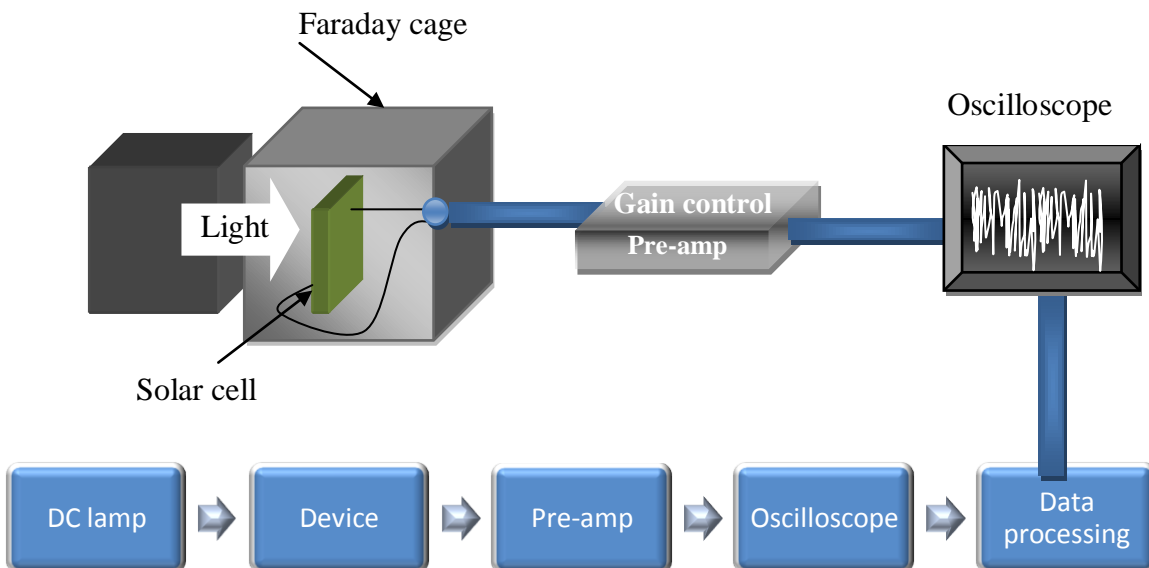 Faraday cage
Oscilloscope
Light
Gain control
Pre-amp
Solar cell
DC lamp
Device
Pre-amp
Oscilloscope
Data
processing